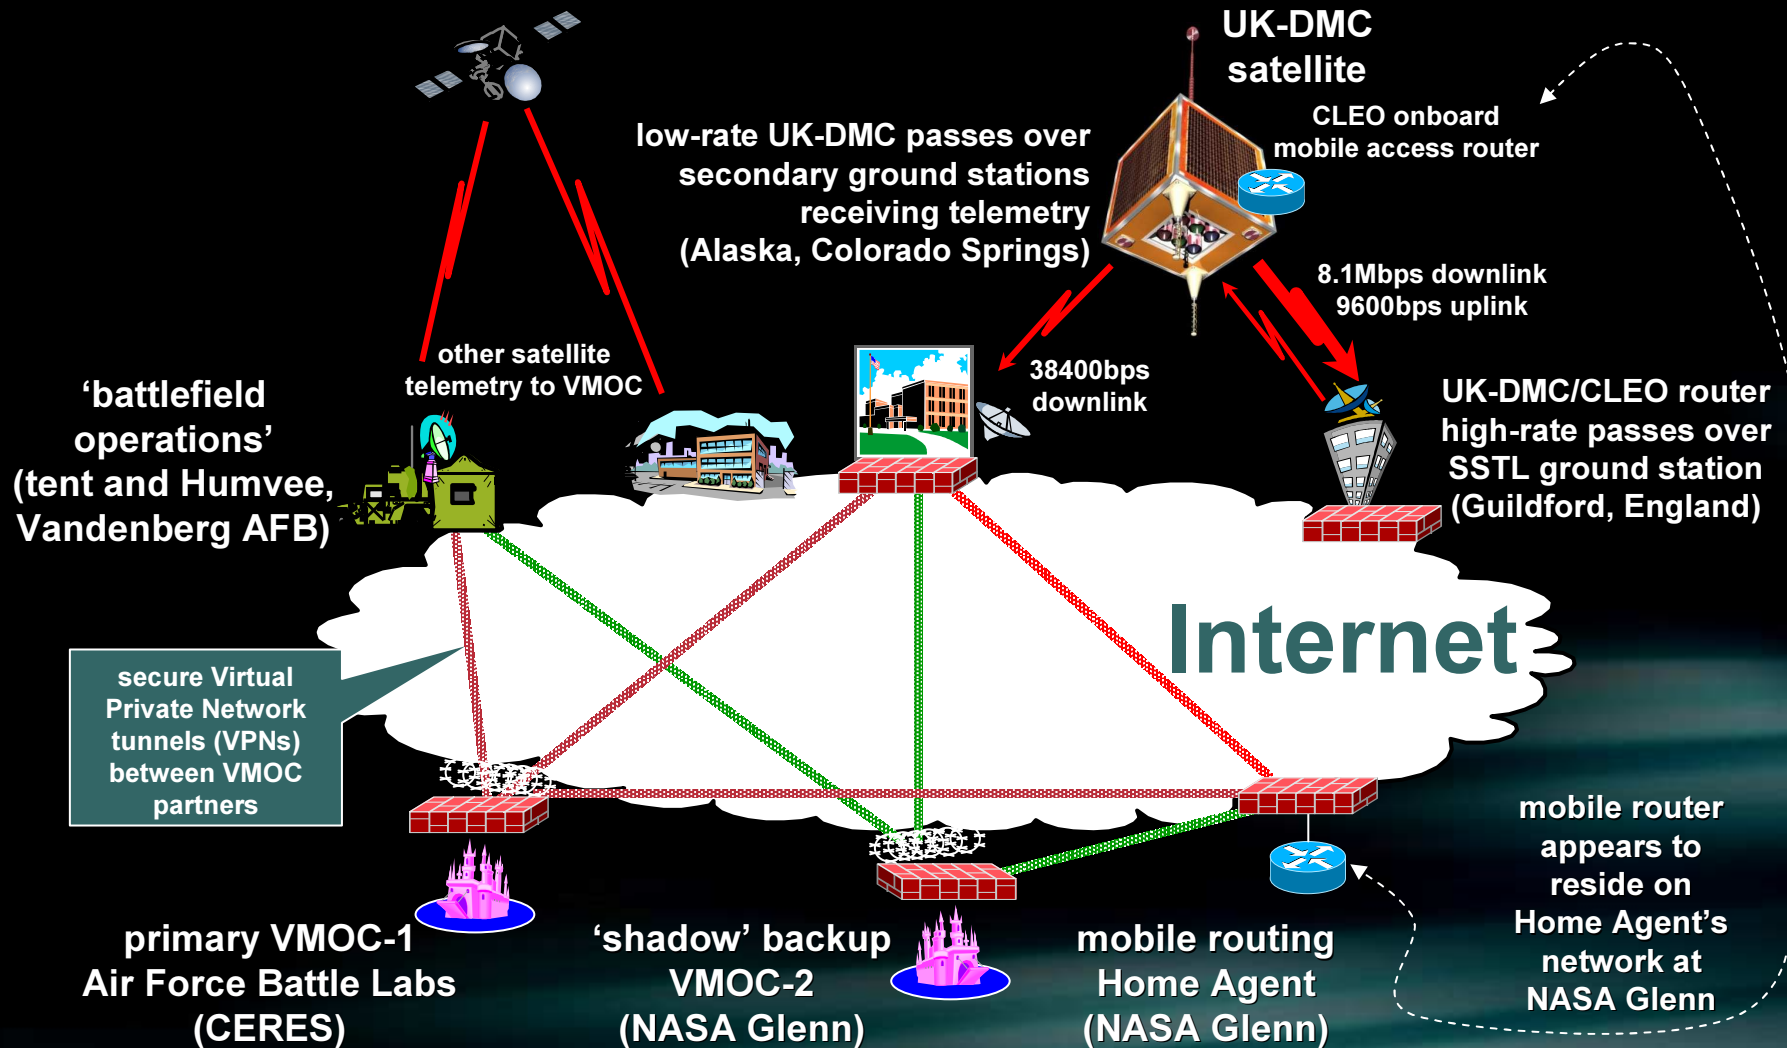 UK-DMC
satellite
CLEO onboard
mobile access router
low-rate UK-DMC passes over
secondary ground stations
receiving telemetry
(Alaska, Colorado Springs)
8.1Mbps downlink
9600bps uplink
other satellite
telemetry to VMOC
38400bps
downlink
‘battlefield
operations’
(tent and Humvee,
Vandenberg AFB)
UK-DMC/CLEO router
high-rate passes over
SSTL ground station
(Guildford, England)
Internet
secure Virtual
Private Network
tunnels (VPNs)
between VMOC
partners
mobile router
appears to
reside on
Home Agent’s
network at
NASA Glenn
primary VMOC-1
Air Force Battle Labs
(CERES)
‘shadow’ backup
VMOC-2
(NASA Glenn)
mobile routing
Home Agent
(NASA Glenn)